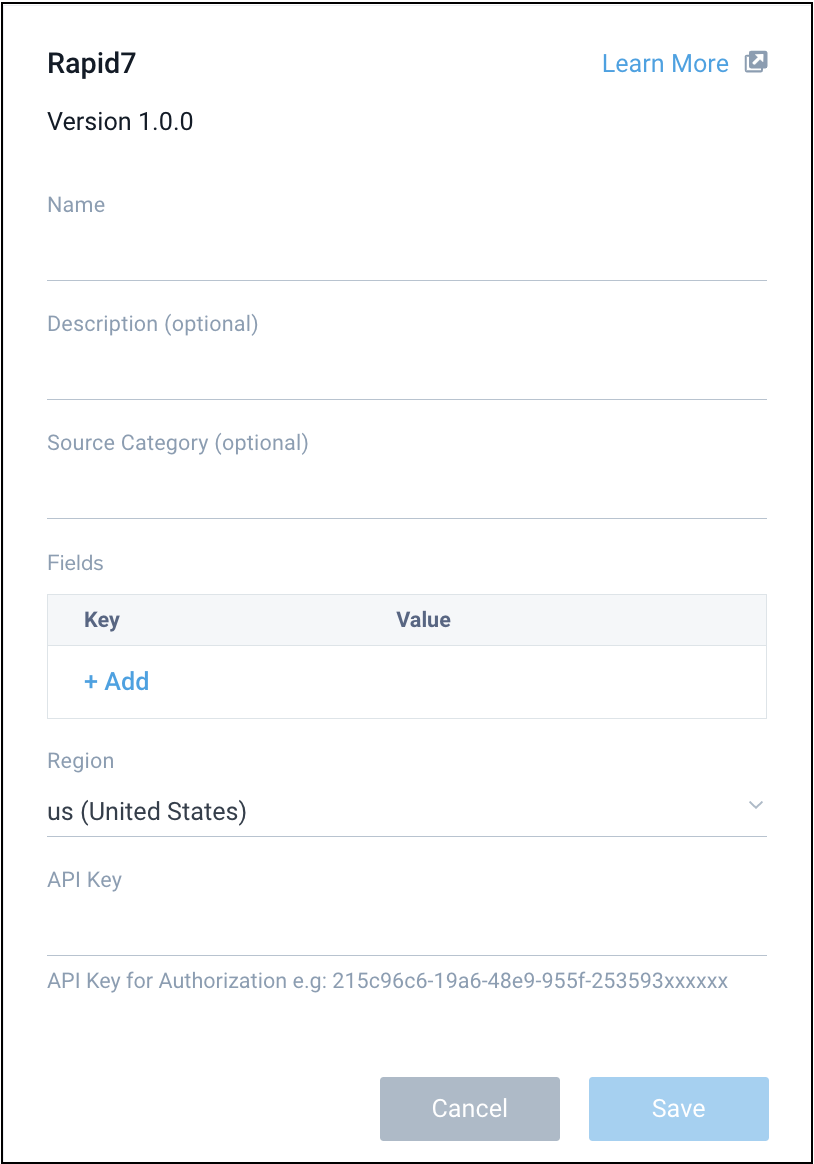 Rapid7 Learn More
Version 1.0.0
Name
Description (optional)
Source Category (optional)
Fields
Key Value
+ Add
Region
us (United States)
API Key
API Key for Authorization e.g: 215c96c6-19a6-48e9-955f-253593xxxxxx
Cancel Save